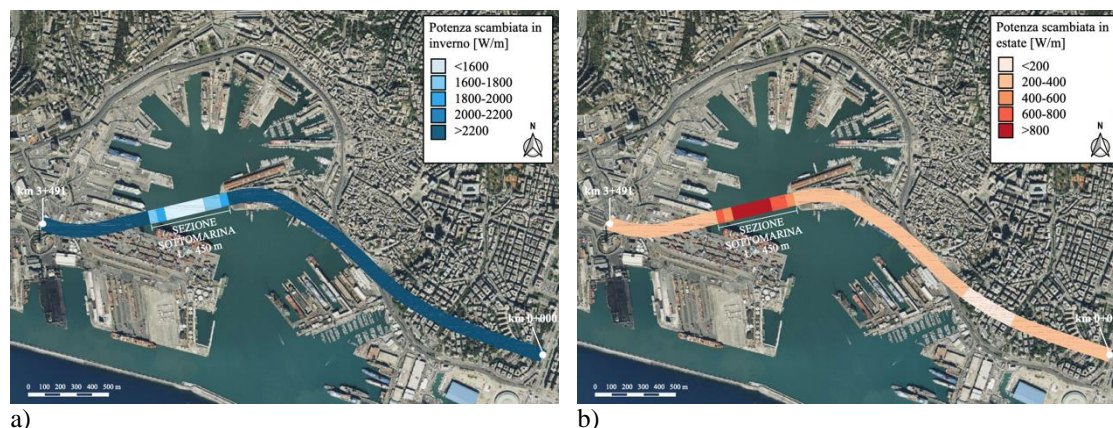 Potenza scambiata in
inverno [W/m]
<1600
1600-1800
1800-2000
2000-2200
>2200
N
km 3+491
SEZIONE
SOTTOMARINA
L = 450 m
km 0+000
0 100 200 300 400 500 m
a)
Potenza scambiata in
estate [W/m]
<200
200-400
400-600
600-800
>800
N
km 3+491
SEZIONE
SOTTOMARINA
L = 450 m
km 0+0
0 100 200 300 400 500 m
b)